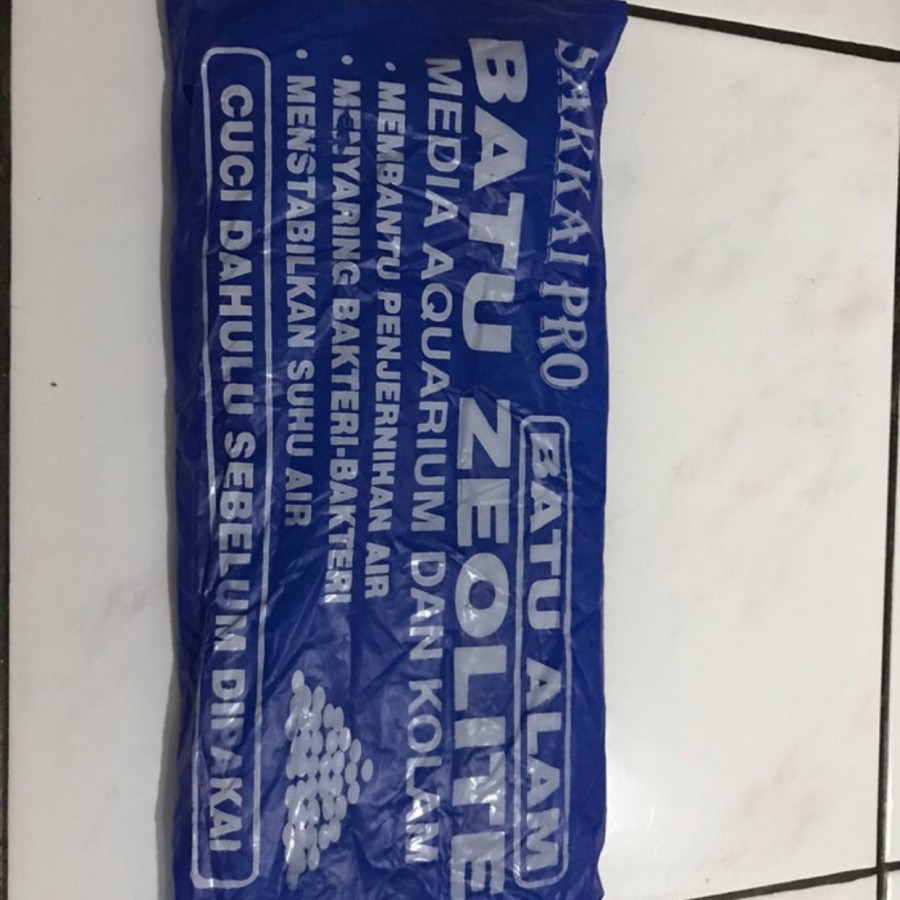 SAKKAI PRO
BATU ALAM
BATU ZEOLITE
MEDIA AQUARIUM DAN KOLAM
• MEMBANTU PENJERNIHAN AIR
• MENYARING BAKTERI-BAKTERI
• MENSTABILKAN SUHU AIR
CUCI DAHULU SEBELUM DIPAKAI